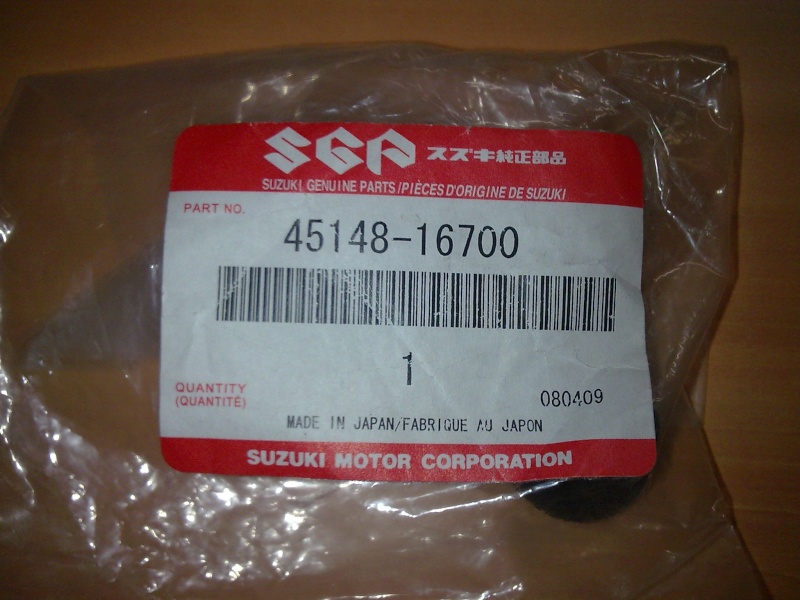 SGP スズキ純正部品
SUZUKI GENUINE PARTS/PIÈCES D'ORIGINE DE SUZUKI
PART NO.
45148-16700
1
QUANTITY
(QUANTITÉ)
080409
MADE IN JAPAN/FABRIQUE AU JAPON
SUZUKI MOTOR CORPORATION